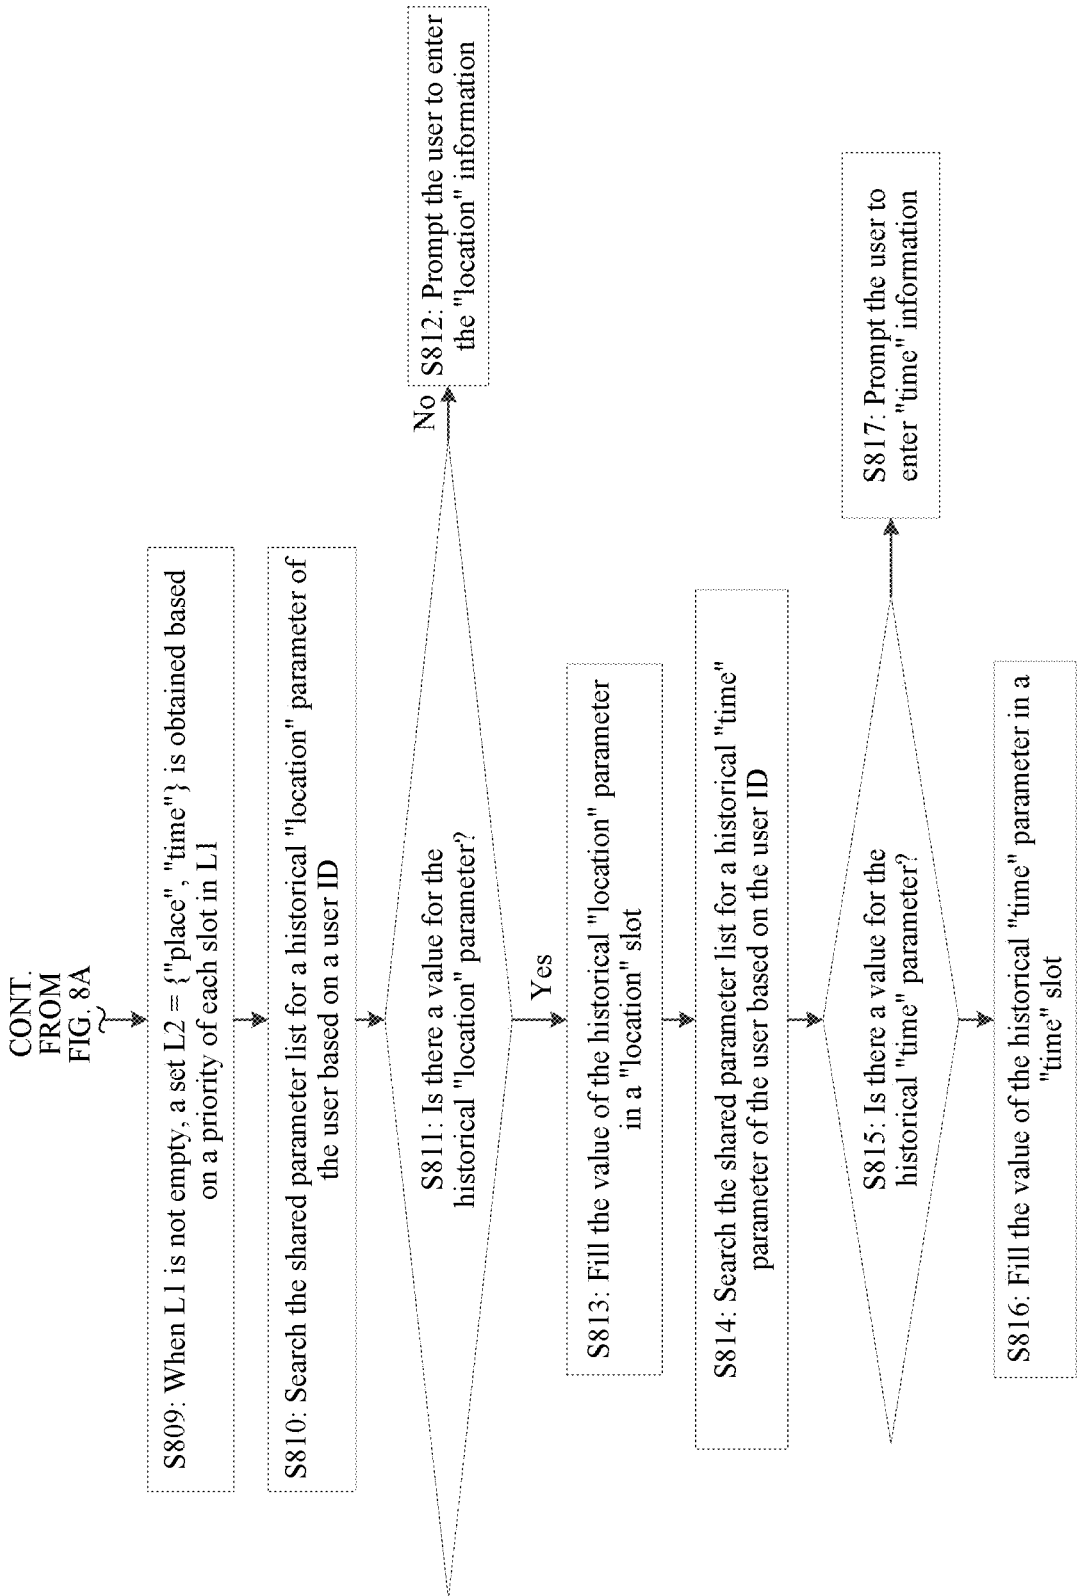 CONT.
FROM
FIG. 8A
S809: When L1 is not empty, a set L2 = {"place", "time"} is obtained based
on a priority of each slot in L1
S810: Search the shared parameter list for a historical "location" parameter of
the user based on a user ID
S811: Is there a value for the
historical "location" parameter?
No
S812: Prompt the user to enter
the "location" information
Yes
S813: Fill the value of the historical "location" parameter
in a "location" slot
S814: Search the shared parameter list for a historical "time"
parameter of the user based on the user ID
S815: Is there a value for the
historical "time" parameter?
S817: Prompt the user to
enter "time" information
S816: Fill the value of the historical "time" parameter in a
"time" slot